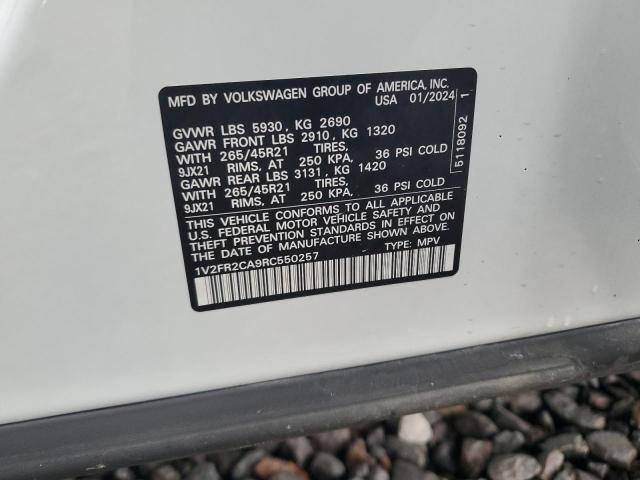 MFD BY VOLKSWAGEN GROUP OF AMERICA, INC.
USA 01/2024
GVWR LBS 5930, KG 2690
GAWR FRONT LBS 2910, KG 1320
WITH 265/45R21 TIRES,
9JX21 RIMS, AT 250 KPA, 36 PSI COLD
GAWR REAR LBS 3131, KG 1420
WITH 265/45R21 TIRES,
9JX21 RIMS, AT 250 KPA, 36 PSI COLD
THIS VEHICLE CONFORMS TO ALL APPLICABLE
U.S. FEDERAL MOTOR VEHICLE SAFETY AND
THEFT PREVENTION STANDARDS IN EFFECT ON
THE DATE OF MANUFACTURE SHOWN ABOVE.
1V2FR2CA9RC550257 TYPE: MPV
5118092 1